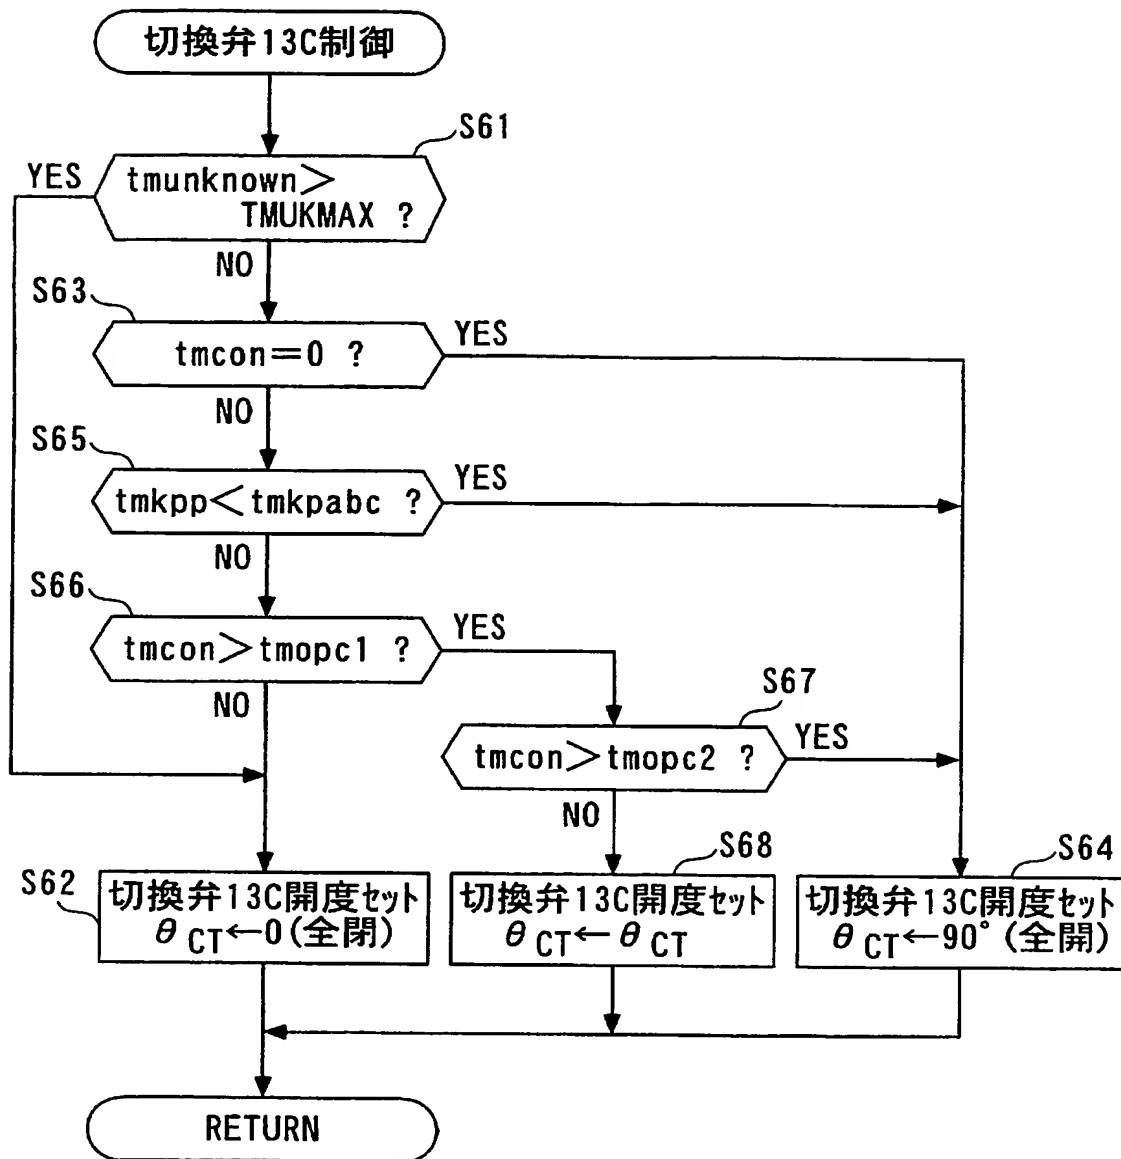 切換弁13C制御
S61
YES
tmunknown>
TMUKMAX ?
NO
S63
tmcon=0 ?
YES
NO
S65
tmkpp<tmkpabc ?
YES
NO
S66
tmcon>tmopc1 ?
YES
NO
S67
tmcon>tmopc2 ?
YES
NO
S62
切換弁13C開度セット
θCT←0(全閉)
S68
切換弁13C開度セット
θCT←θCT
S64
切換弁13C開度セット
θCT←90°(全開)
RETURN